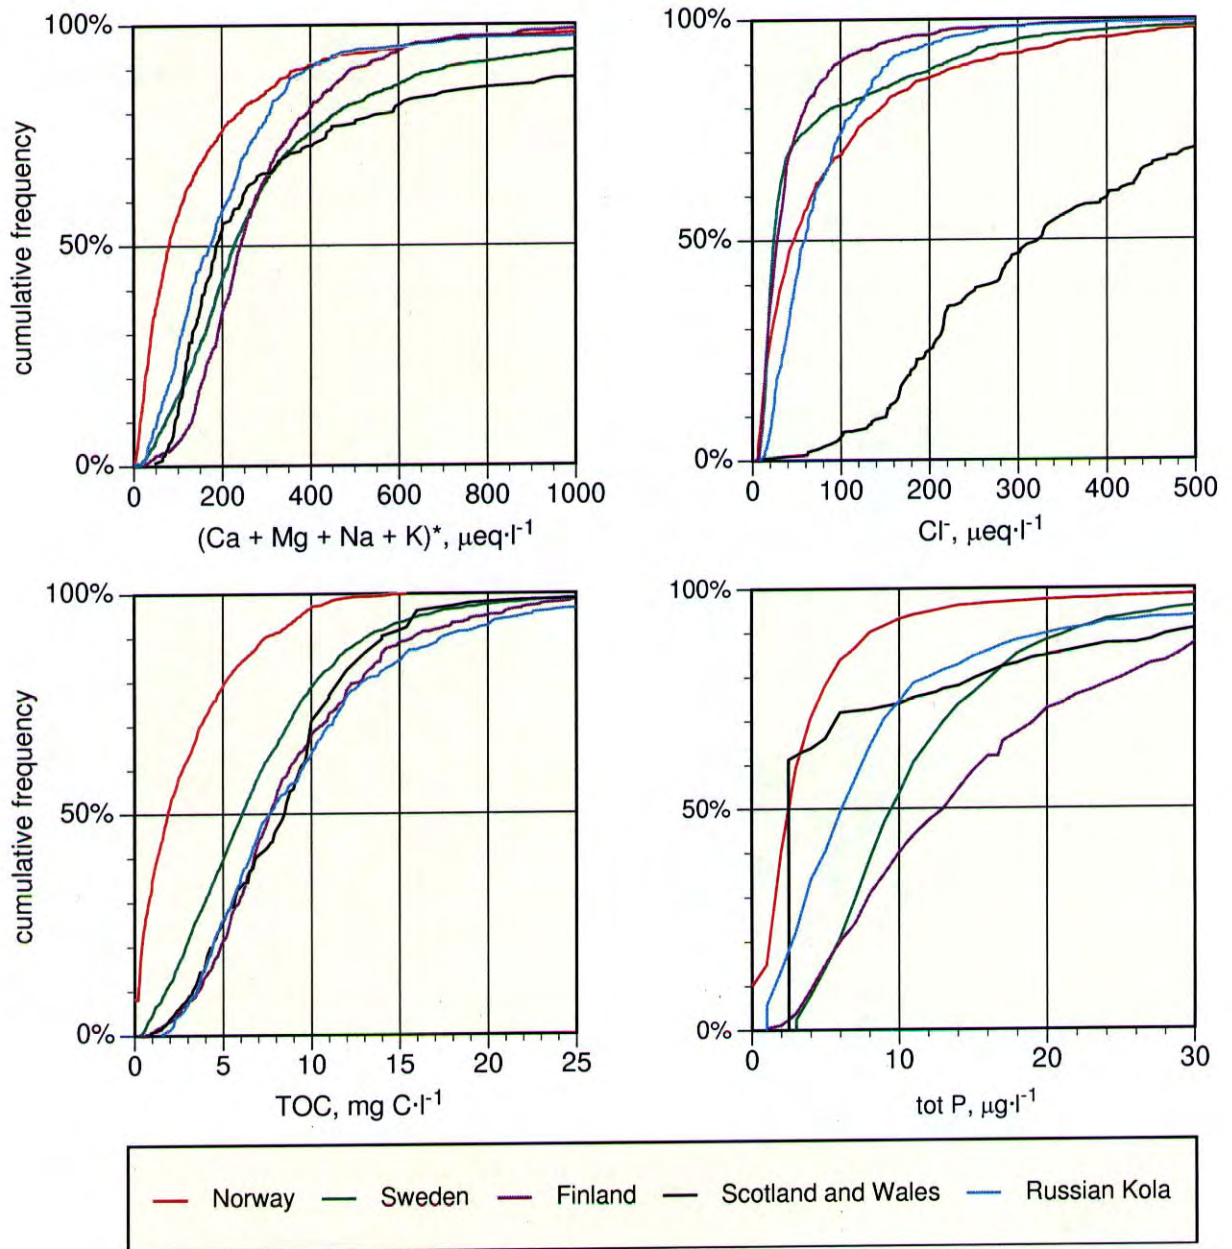 100%
50%
0%
cumulative frequency
0 200 400 600 800 1000
(Ca + Mg + Na + K)*, µeq·l⁻¹
100%
50%
0%
0 100 200 300 400 500
Cl⁻, µeq·l⁻¹
100%
50%
0%
cumulative frequency
0 5 10 15 20 25
TOC, mg C·l⁻¹
100%
50%
0%
0 10 20 30
tot P, µg·l⁻¹
Norway Sweden Finland Scotland and Wales Russian Kola